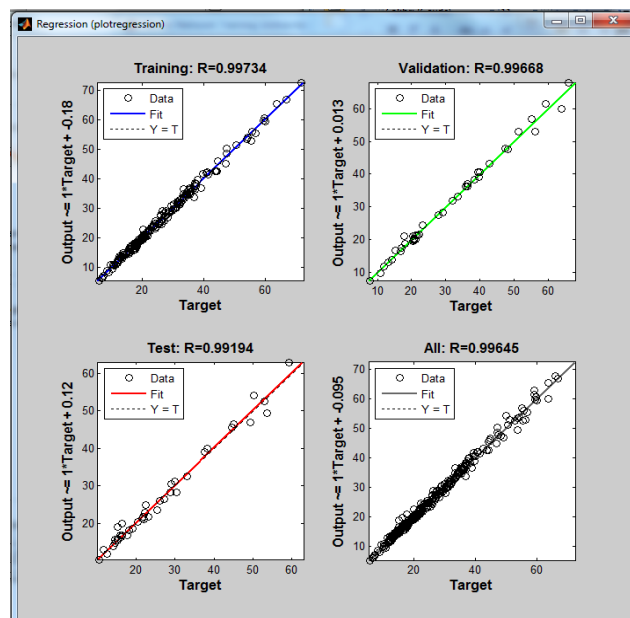 Regression (plotregression)
Training: R=0.99734
Output ~= 1*Target + -0.18
70
60
50
40
30
20
10
Data
Fit
Y = T
20
40
60
Target
Validation: R=0.99668
Output ~= 1*Target + 0.013
60
50
40
30
20
10
Data
Fit
Y = T
10
20
30
40
50
60
Target
Test: R=0.99194
Output ~= 1*Target + 0.12
60
50
40
30
20
Data
Fit
Y = T
20
30
40
50
60
Target
All: R=0.99645
Output ~= 1*Target + -0.095
70
60
50
40
30
20
10
Data
Fit
Y = T
20
40
60
Target